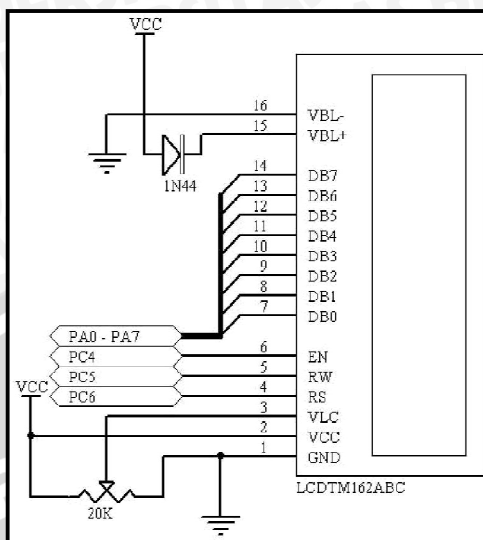 VCC
16 VBL-
15 VBL+
1N44
14 DB7
13 DB6
12 DB5
11 DB4
10 DB3
9 DB2
8 DB1
7 DB0
PA0 - PA7
6 EN
PC4
5 RW
PC5
4 RS
PC6
VCC
3 VLC
2 VCC
1 GND
20K
LCDTM162ABC